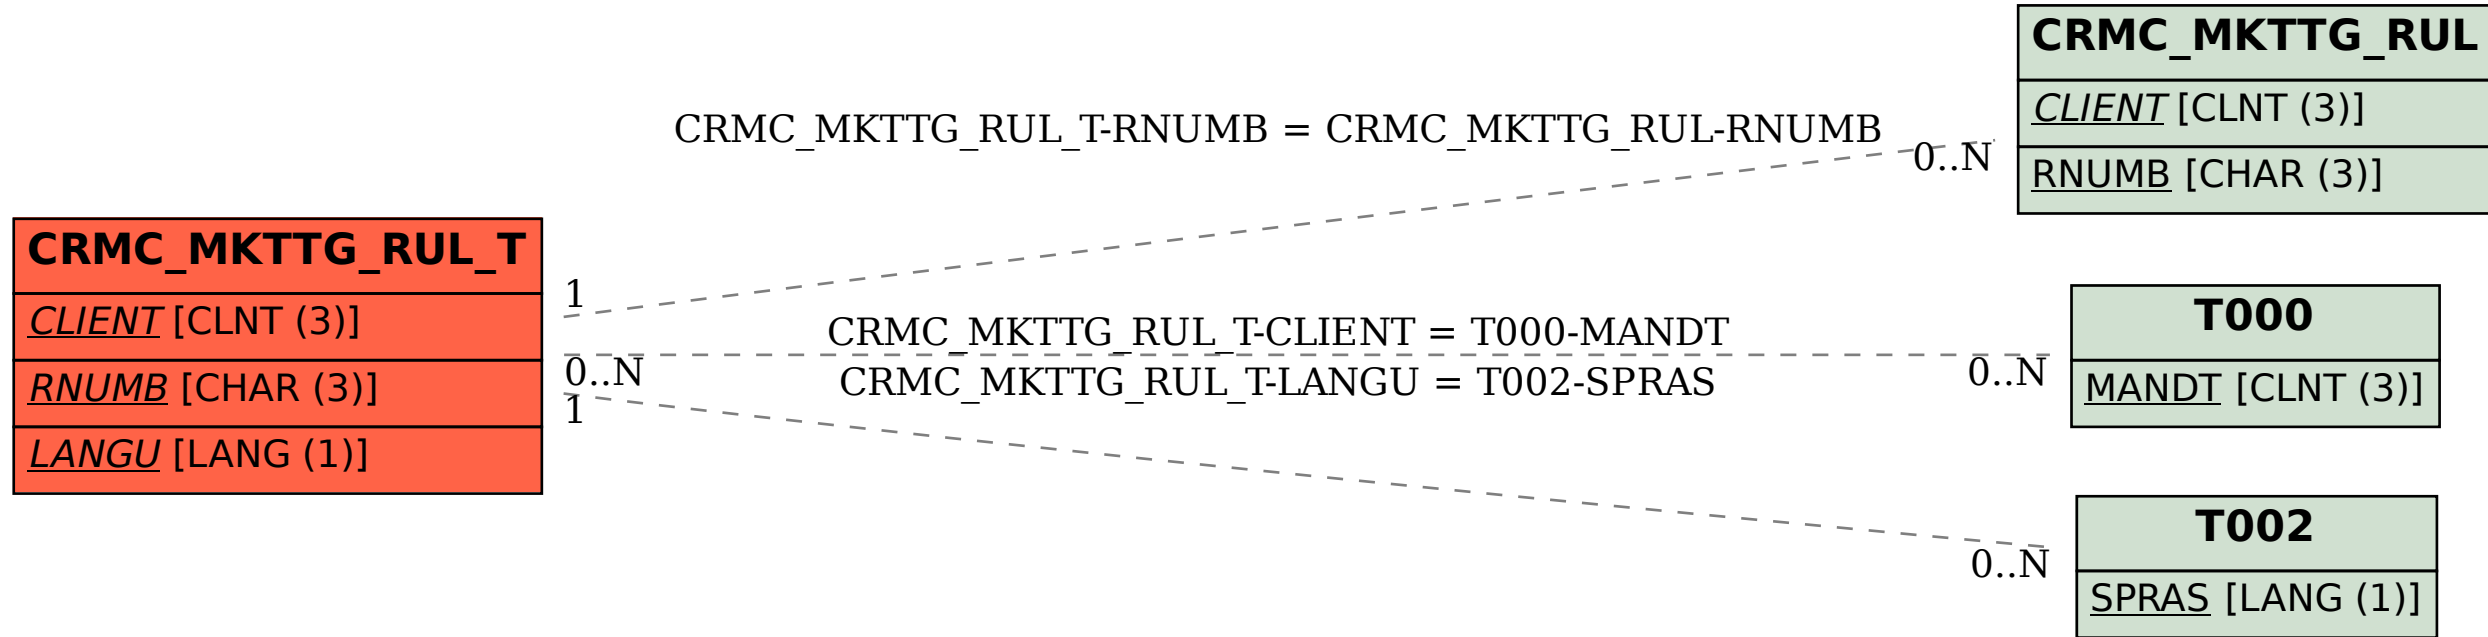 CRMC_MKTTG_RUL
CLIENT [CLNT (3)]
RNUMB [CHAR (3)]
CRMC_MKTTG_RUL_T-RNUMB = CRMC_MKTTG_RUL-RNUMB
0..N
CRMC_MKTTG_RUL_T
CLIENT [CLNT (3)]
RNUMB [CHAR (3)]
LANGU [LANG (1)]
1
0..N
1
CRMC_MKTTG_RUL_T-CLIENT = T000-MANDT
CRMC_MKTTG_RUL_T-LANGU = T002-SPRAS
0..N
T000
MANDT [CLNT (3)]
0..N
T002
SPRAS [LANG (1)]